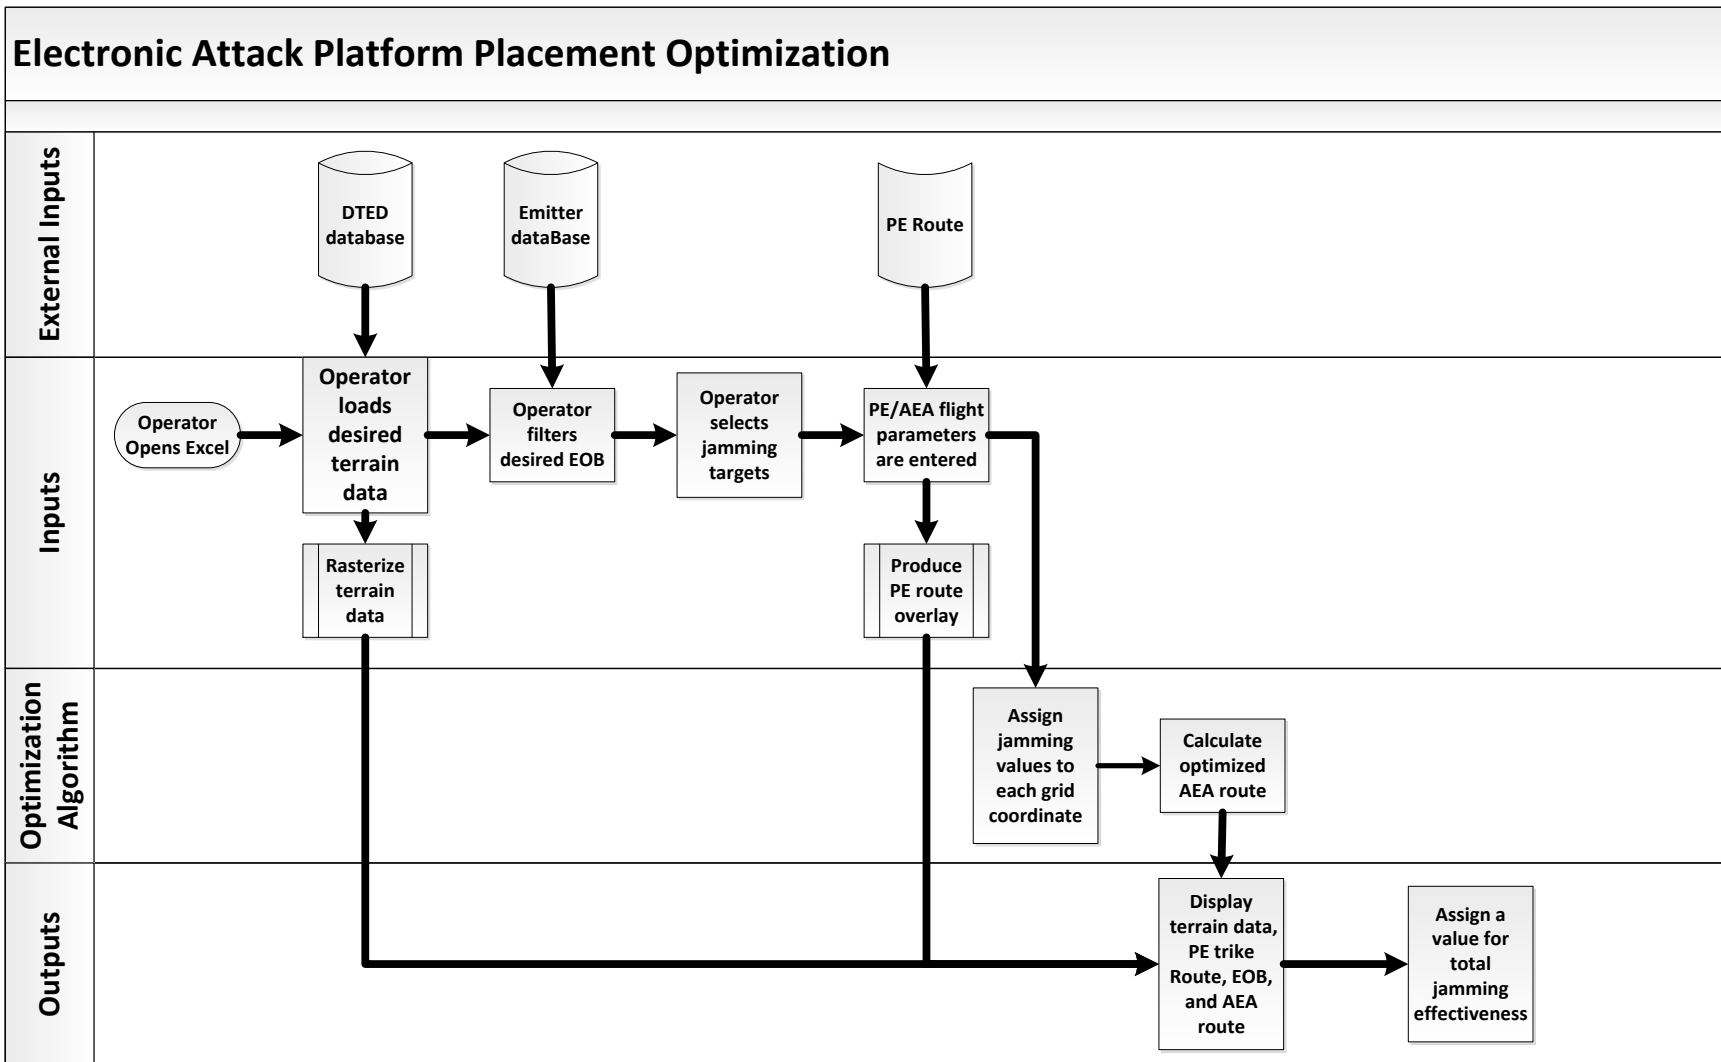 Electronic Attack Platform Placement Optimization
External Inputs
DTED
database
Emitter
dataBase
PE Route
Inputs
Operator
Opens Excel
Operator
loads
desired
terrain
data
Operator
filters
desired EOB
Operator
selects
jamming
targets
PE/AEA flight
parameters
are entered
Rasterize
terrain
data
Produce
PE route
overlay
Optimization
Algorithm
Assign
jamming
values to
each grid
coordinate
Calculate
optimized
AEA route
Outputs
Display
terrain data,
PE trike
Route, EOB,
and AEA
route
Assign a
value for
total
jamming
effectiveness